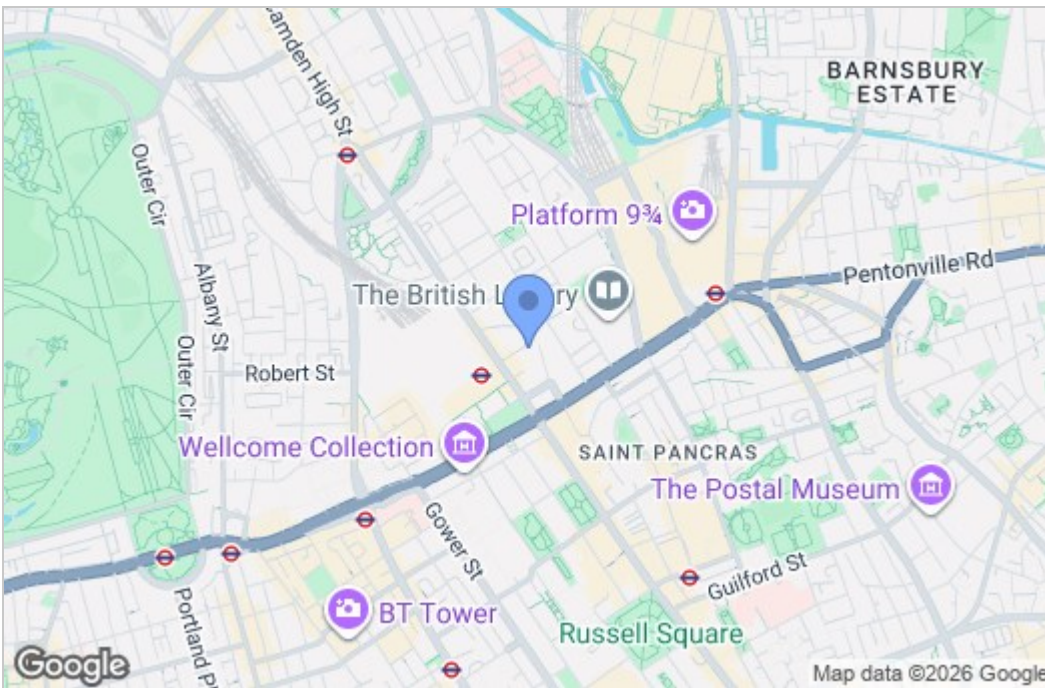 Camden High St
BARNSBURY
ESTATE
Outer Cir
Platform 9¾
Pentonville Rd
Albany St
The British
Outer Cir
Robert St
Wellcome Collection
SAINT PANCRAS
The Postal Museum
Gower St
Guilford St
Portland
BT Tower
Russell Square
Google
Map data ©2026 Google